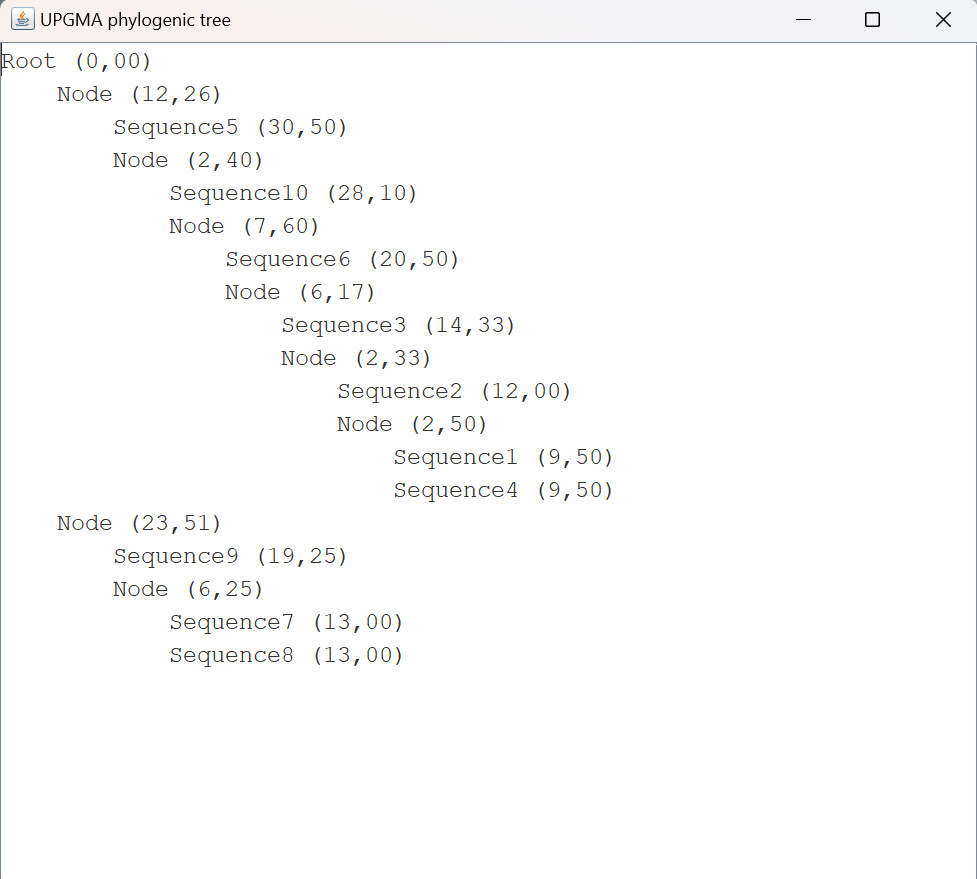 UPGMA phylogenic tree
Root (0,00)
Node (12,26)
Sequence5 (30,50)
Node (2,40)
Sequence10 (28,10)
Node (7,60)
Sequence6 (20,50)
Node (6,17)
Sequence3 (14,33)
Node (2,33)
Sequence2 (12,00)
Node (2,50)
Sequence1 (9,50)
Sequence4 (9,50)
Node (23,51)
Sequence9 (19,25)
Node (6,25)
Sequence7 (13,00)
Sequence8 (13,00)